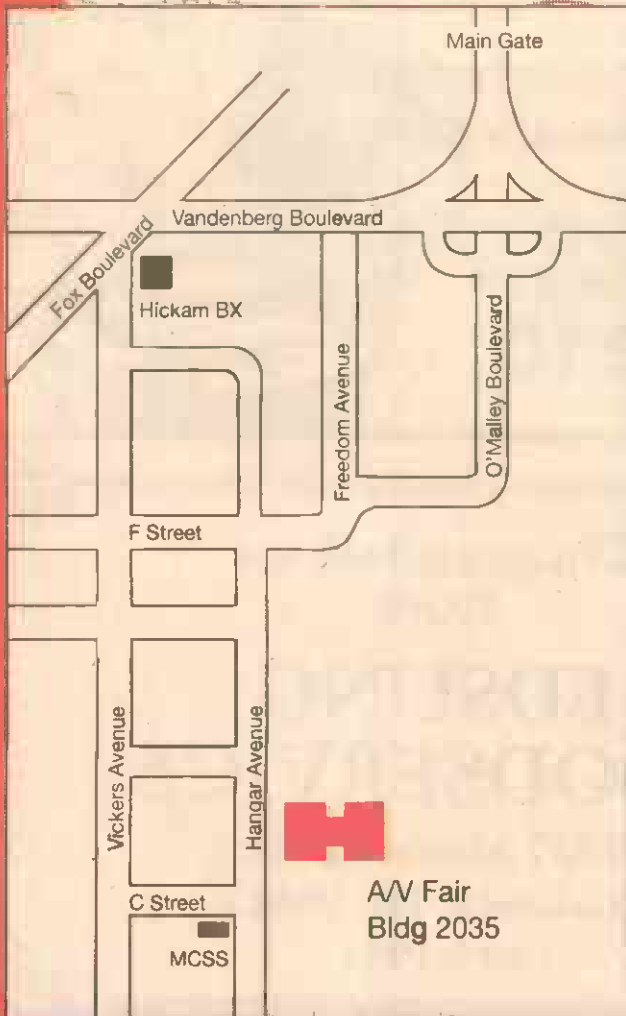 Main Gate
Vandenberg Boulevard
Fox Boulevard
Hickam BX
Freedom Avenue
O'Malley Boulevard
F Street
Vickers Avenue
Hangar Avenue
A/V Fair
Bldg 2035
C Street
MCSS